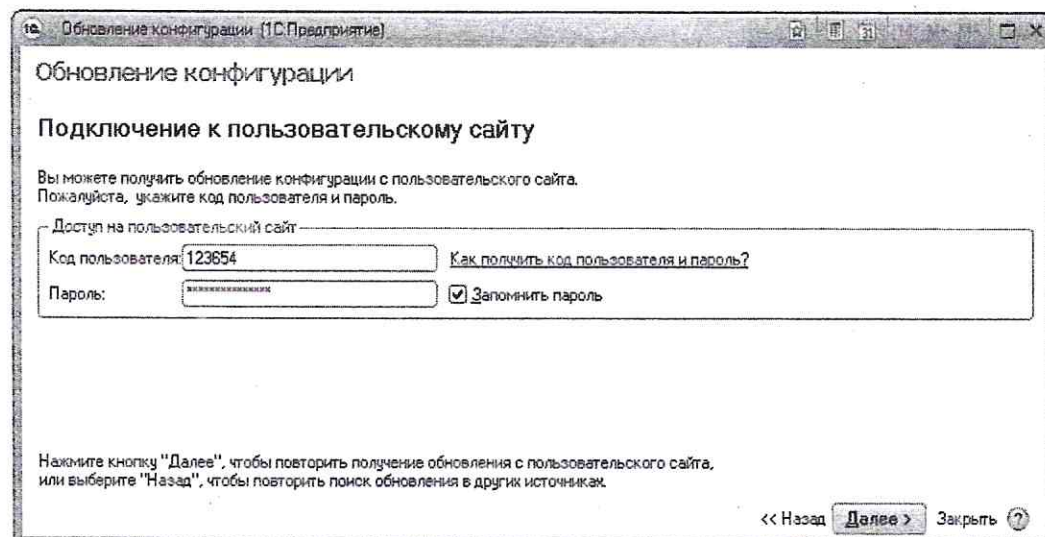 Обновление конфигурации (1С:Предприятие)
31 M M+ M-
Обновление конфигурации
Подключение к пользовательскому сайту
Вы можете получить обновление конфигурации с пользовательского сайта.
Пожалуйста, укажите код пользователя и пароль.
Доступ на пользовательский сайт
Код пользователя: 123654 Как получить код пользователя и пароль?
Пароль: *************** Запомнить пароль
Нажмите кнопку "Далее", чтобы повторить получение обновления с пользовательского сайта,
или выберите "Назад", чтобы повторить поиск обновления в других источниках.
<< Назад Далее > Закрыть ?